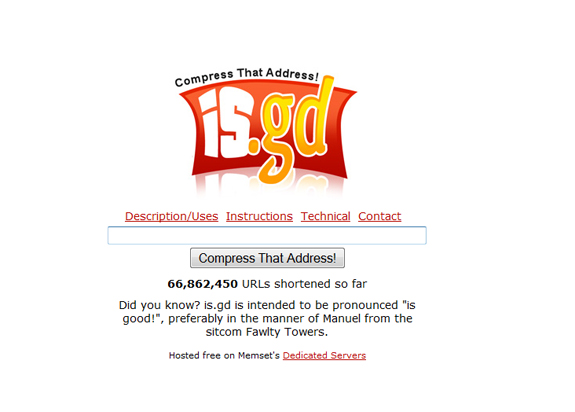 Compress That Address!
is.gd
Description/Uses Instructions Technical Contact
Compress That Address!
66,862,450 URLs shortened so far
Did you know? is.gd is intended to be pronounced "is
good!", preferably in the manner of Manuel from the
sitcom Fawlty Towers.
Hosted free on Memset's Dedicated Servers